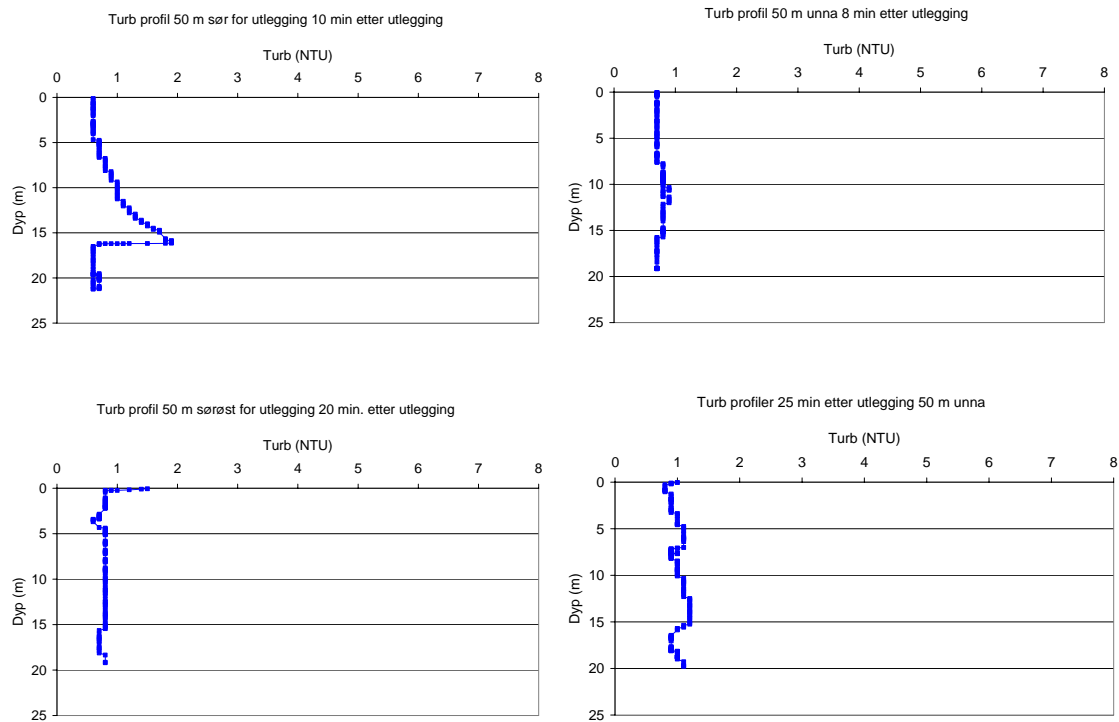 Turb profil 50 m sør for utlegging 10 min etter utlegging
Turb (NTU)
0 1 2 3 4 5 6 7 8
0
5
10
15
20
25
Dyp (m)
Turb profil 50 m unna 8 min etter utlegging
Turb (NTU)
0 1 2 3 4 5 6 7 8
0
5
10
15
20
25
Dyp (m)
Turb profil 50 m sørøst for utlegging 20 min. etter utlegging
Turb (NTU)
0 1 2 3 4 5 6 7 8
0
5
10
15
20
25
Dyp (m)
Turb profiler 25 min etter utlegging 50 m unna
Turb (NTU)
0 1 2 3 4 5 6 7 8
0
5
10
15
20
25
Dyp (m)